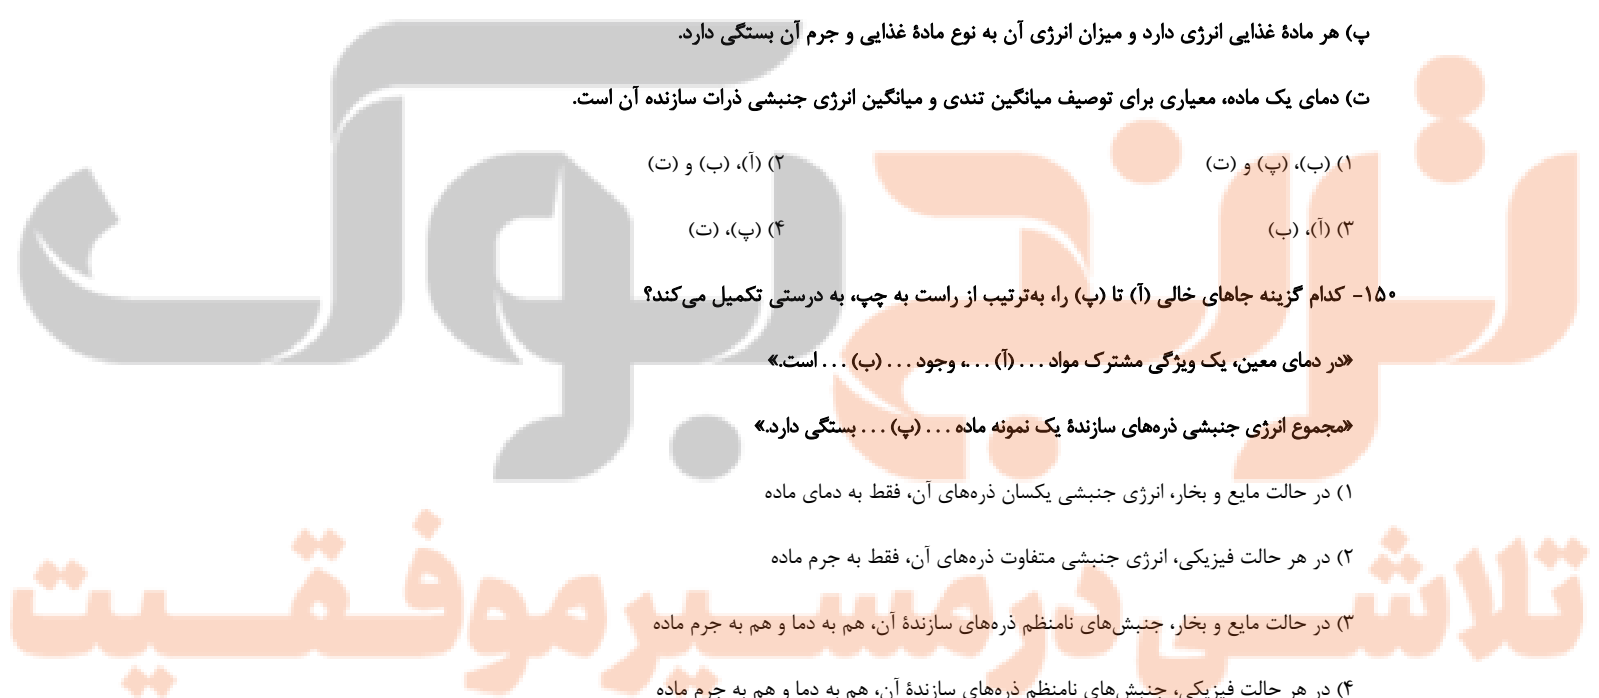 پ) هر مادهٔ غذایی انرژی دارد و میزان انرژی آن به نوع مادهٔ غذایی و جرم آن بستگی دارد.
ت) دمای یک ماده، معیاری برای توصیف میانگین تندی و میانگین انرژی جنبشی ذرات سازنده آن است.
۱) (ب)، (پ) و (ت) ۲) (آ)، (ب) و (ت)
۳) (آ)، (ب) ۴) (پ)، (ت)
۱۵۰- کدام گزینه جاهای خالی (آ) تا (پ) را، به‌ترتیب از راست به چپ، به درستی تکمیل می‌کند؟
«در دمای معین، یک ویژگی مشترک مواد . . . (آ) . . .، وجود . . . (ب) . . . است.»
«مجموع انرژی جنبشی ذره‌های سازندهٔ یک نمونه ماده . . . (پ) . . . بستگی دارد.»
۱) در حالت مایع و بخار، انرژی جنبشی یکسان ذره‌های آن، فقط به دمای ماده
۲) در هر حالت فیزیکی، انرژی جنبشی متفاوت ذره‌های آن، فقط به جرم ماده
۳) در حالت مایع و بخار، جنبش‌های نامنظم ذره‌های سازندهٔ آن، هم به دما و هم به جرم ماده
۴) در هر حالت فیزیکی، جنبش‌های نامنظم ذره‌های سازندهٔ آن، هم به دما و هم به جرم ماده
ترنج بوک
تلاشی در مسیر موفقیت